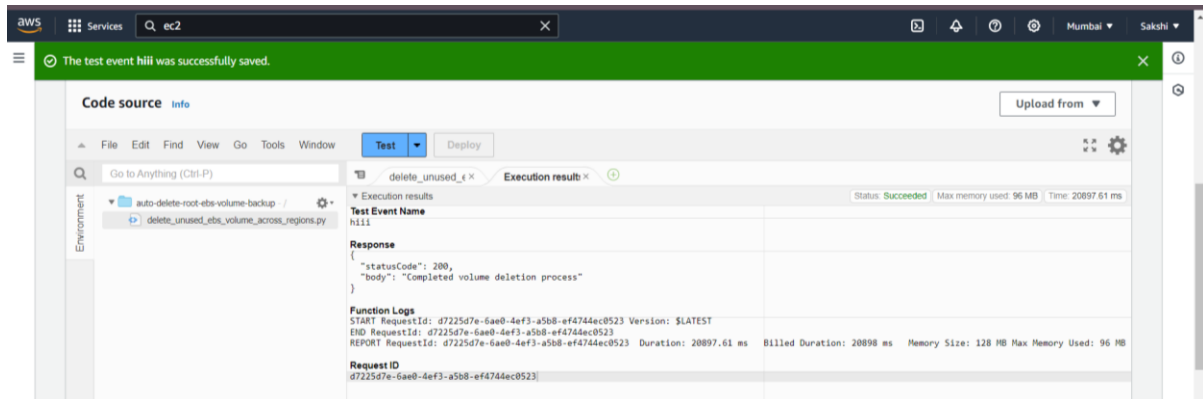 aws Services ec2 Mumbai ▼ Sakshi ▼
The test event hiii was successfully saved.
Code source Info Upload from ▼
File Edit Find View Go Tools Window Test Deploy
Go to Anything (Ctrl-P) delete_unused_e Execution results
Environment
auto-delete-root-ebs-volume-backup - /
delete_unused_ebs_volume_across_regions.py
Execution results Status: Succeeded Max memory used: 96 MB Time: 20897.61 ms
Test Event Name
hiii
Response
{
"statusCode": 200,
"body": "Completed volume deletion process"
}
Function Logs
START RequestId: d7225d7e-6ae0-4ef3-a5b8-ef4744ec0523 Version: $LATEST
END RequestId: d7225d7e-6ae0-4ef3-a5b8-ef4744ec0523
REPORT RequestId: d7225d7e-6ae0-4ef3-a5b8-ef4744ec0523 Duration: 20897.61 ms Billed Duration: 20898 ms Memory Size: 128 MB Max Memory Used: 96 MB
Request ID
d7225d7e-6ae0-4ef3-a5b8-ef4744ec0523